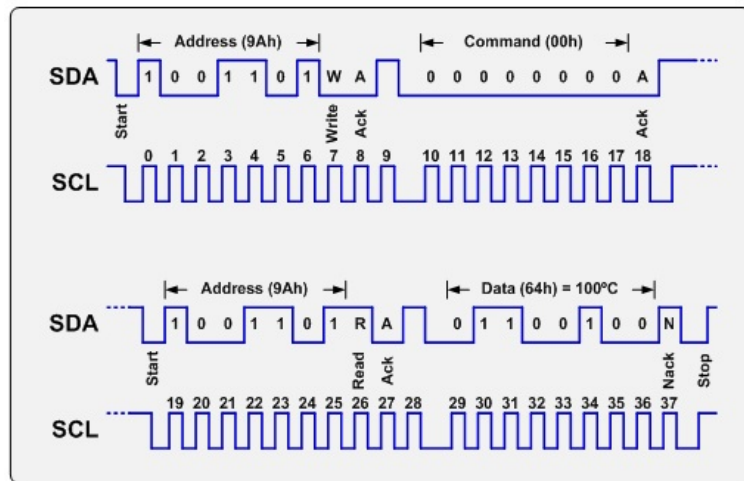 Address (9Ah) Command (00h)
SDA 1 0 0 1 1 0 1 W A 0 0 0 0 0 0 0 0 A
Start Write Ack Ack
0 1 2 3 4 5 6 7 8 9 10 11 12 13 14 15 16 17 18
SCL
Address (9Ah) Data (64h) = 100ºC
SDA 1 0 0 1 1 0 1 R A 0 1 1 0 0 1 0 0 N
Start Read Ack Nack Stop
19 20 21 22 23 24 25 26 27 28 29 30 31 32 33 34 35 36 37
SCL